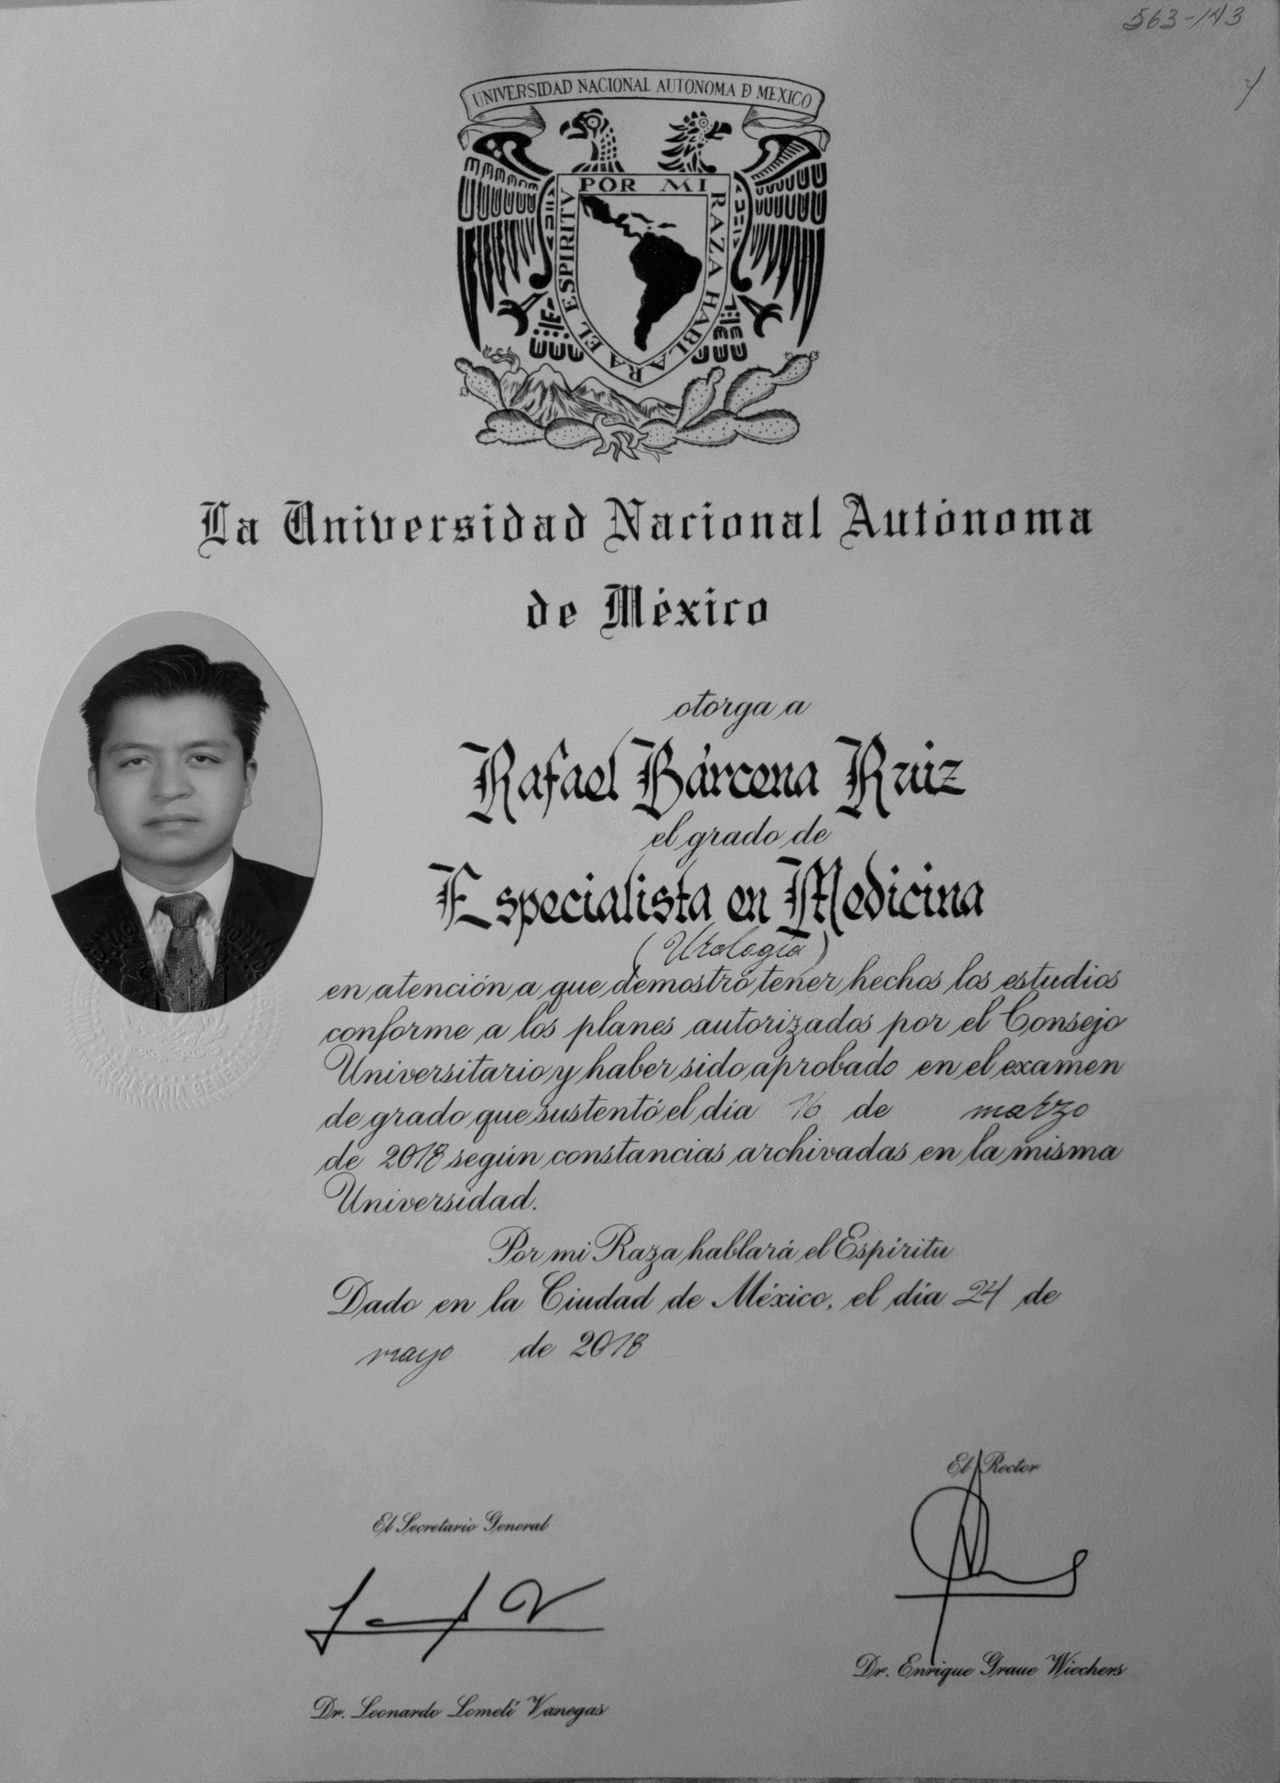 563-143
UNIVERSIDAD NACIONAL AUTONOMA D MEXICO
POR MI RAZA HABLARA EL ESPIRITV
La Universidad Nacional Autónoma
de México
otorga a
Rafael Bárcena Ruiz
el grado de
Especialista en Medicina
(Urología)
en atención a que demostró tener hechos los estudios
conforme a los planes autorizados por el Consejo
Universitario y haber sido aprobado en el examen
de grado que sustentó el día 16 de marzo
de 2018 según constancias archivadas en la misma
Universidad.
Por mi Raza hablará el Espíritu
Dado en la Ciudad de México, el día 24 de
mayo de 2018
El Rector
El Secretario General
Dr. Enrique Graue Wiechers
Dr. Leonardo Lomelí Vanegas
SECRETARIA GENERAL